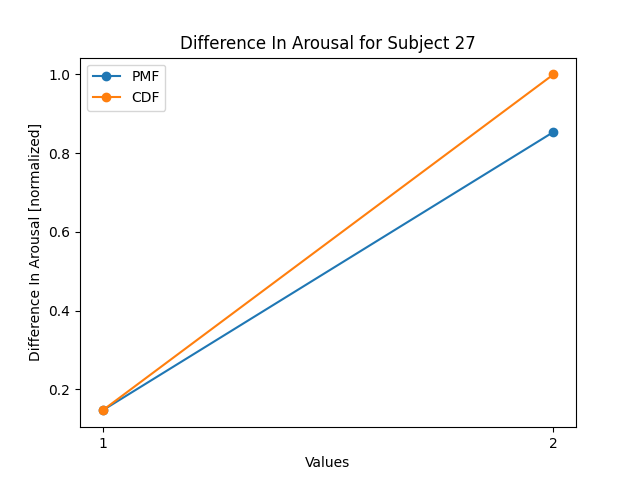 Difference In Arousal for Subject 27
PMF
CDF
Difference In Arousal [normalized]
1.0
0.8
0.6
0.4
0.2
1
2
Values